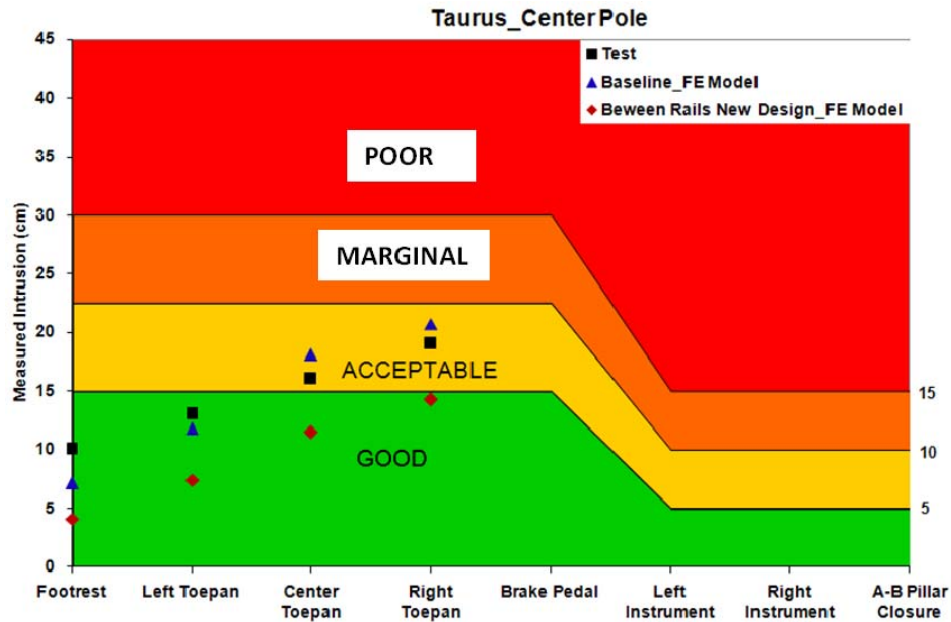 Taurus_Center Pole
Test
Baseline_FE Model
Beween Rails New Design_FE Model
Measured Intrusion (cm)
45
40
35
30
25
20
15
10
5
0
POOR
MARGINAL
ACCEPTABLE
GOOD
15
10
5
Footrest
Left Toepan
Center
Toepan
Right
Toepan
Brake Pedal
Left
Instrument
Right
Instrument
A-B Pillar
Closure